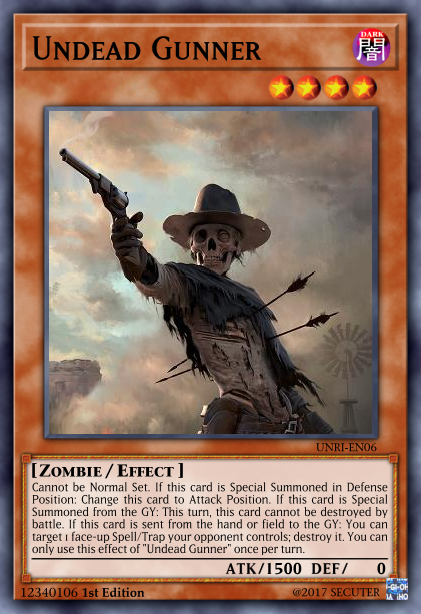 UNDEAD GUNNER
DARK
闇
UNRI-EN06
[ZOMBIE / EFFECT ]
Cannot be Normal Set. If this card is Special Summoned in Defense
Position: Change this card to Attack Position. If this card is Special
Summoned from the GY: This turn, this card cannot be destroyed by
battle. If this card is sent from the hand or field to the GY: You can
target 1 face-up Spell/Trap your opponent controls; destroy it. You can
only use this effect of "Undead Gunner" once per turn.
ATK/1500 DEF/ 0
12340106 1st Edition ©2017 SECUTER